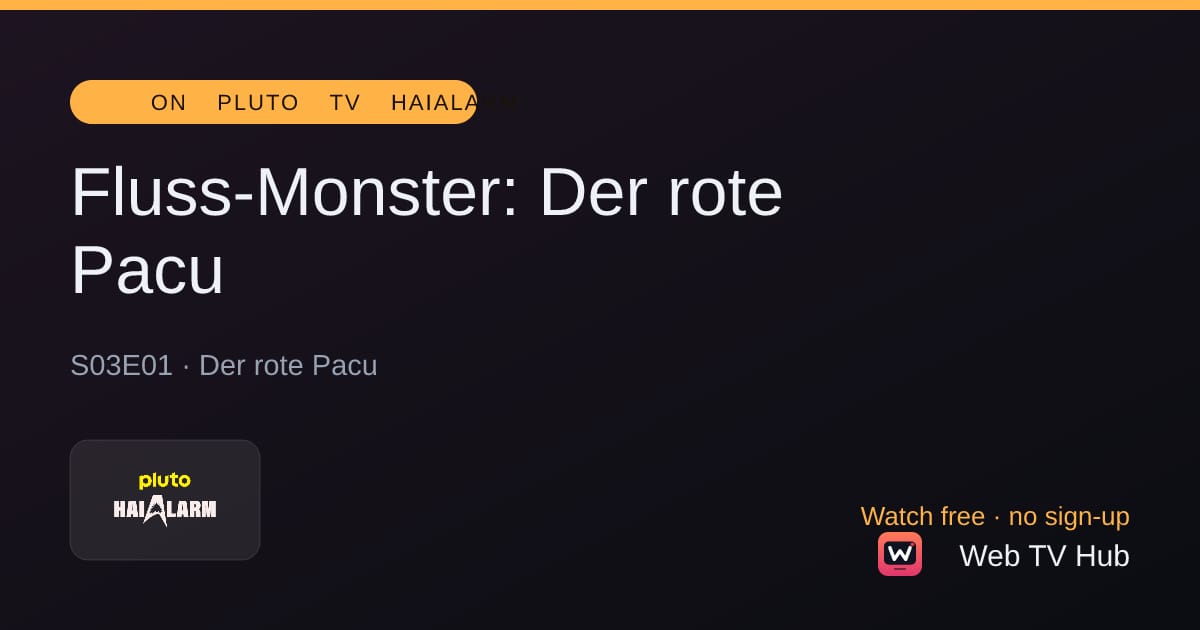 ON PLUTO TV HAIALARM
Fluss-Monster: Der rote
Pacu
S03E01 · Der rote Pacu
pluto
HAIALARM
Watch free · no sign-up
W
Web TV Hub